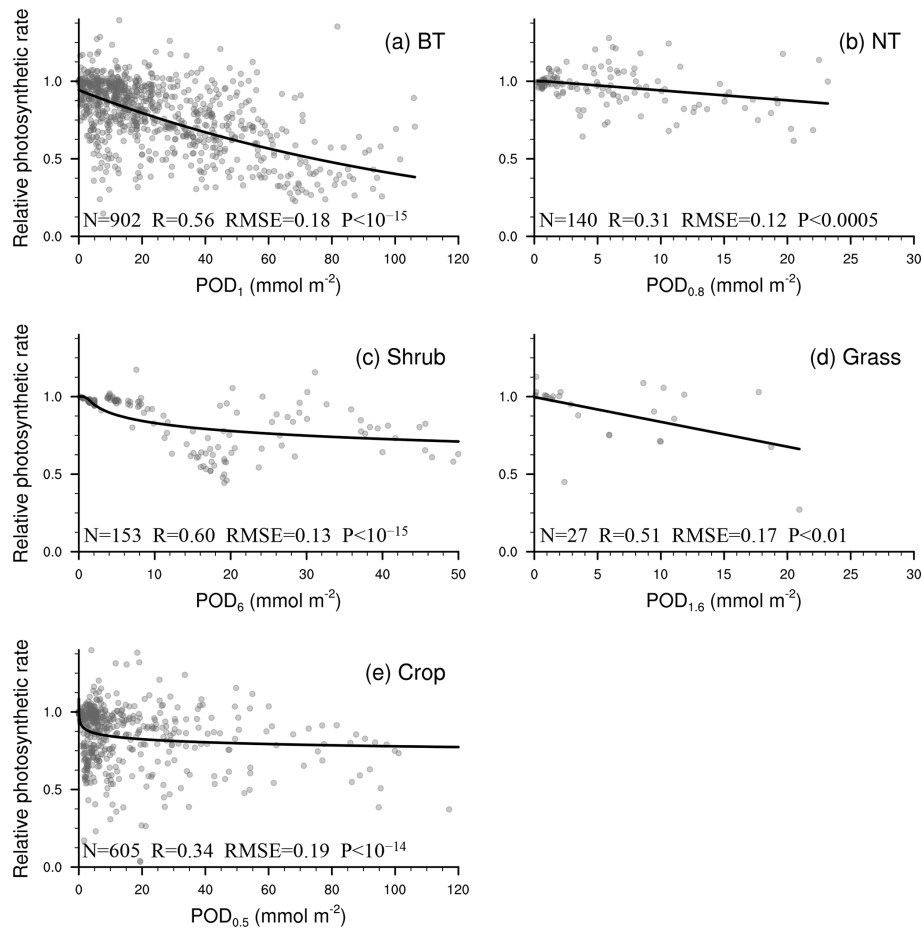 (a) BT
Relative photosynthetic rate
1.0
0.5
0.0
N=902 R=0.56 RMSE=0.18 P<10⁻¹⁵
0 20 40 60 80 100 120
POD₁ (mmol m⁻²)
(b) NT
1.0
0.5
0.0
N=140 R=0.31 RMSE=0.12 P<0.0005
0 5 10 15 20 25 30
POD₀.₈ (mmol m⁻²)
(c) Shrub
Relative photosynthetic rate
1.0
0.5
0.0
N=153 R=0.60 RMSE=0.13 P<10⁻¹⁵
0 10 20 30 40 50
POD₆ (mmol m⁻²)
(d) Grass
1.0
0.5
0.0
N=27 R=0.51 RMSE=0.17 P<0.01
0 5 10 15 20 25 30
POD₁.₆ (mmol m⁻²)
(e) Crop
Relative photosynthetic rate
1.0
0.5
0.0
N=605 R=0.34 RMSE=0.19 P<10⁻¹⁴
0 20 40 60 80 100 120
POD₀.₅ (mmol m⁻²)